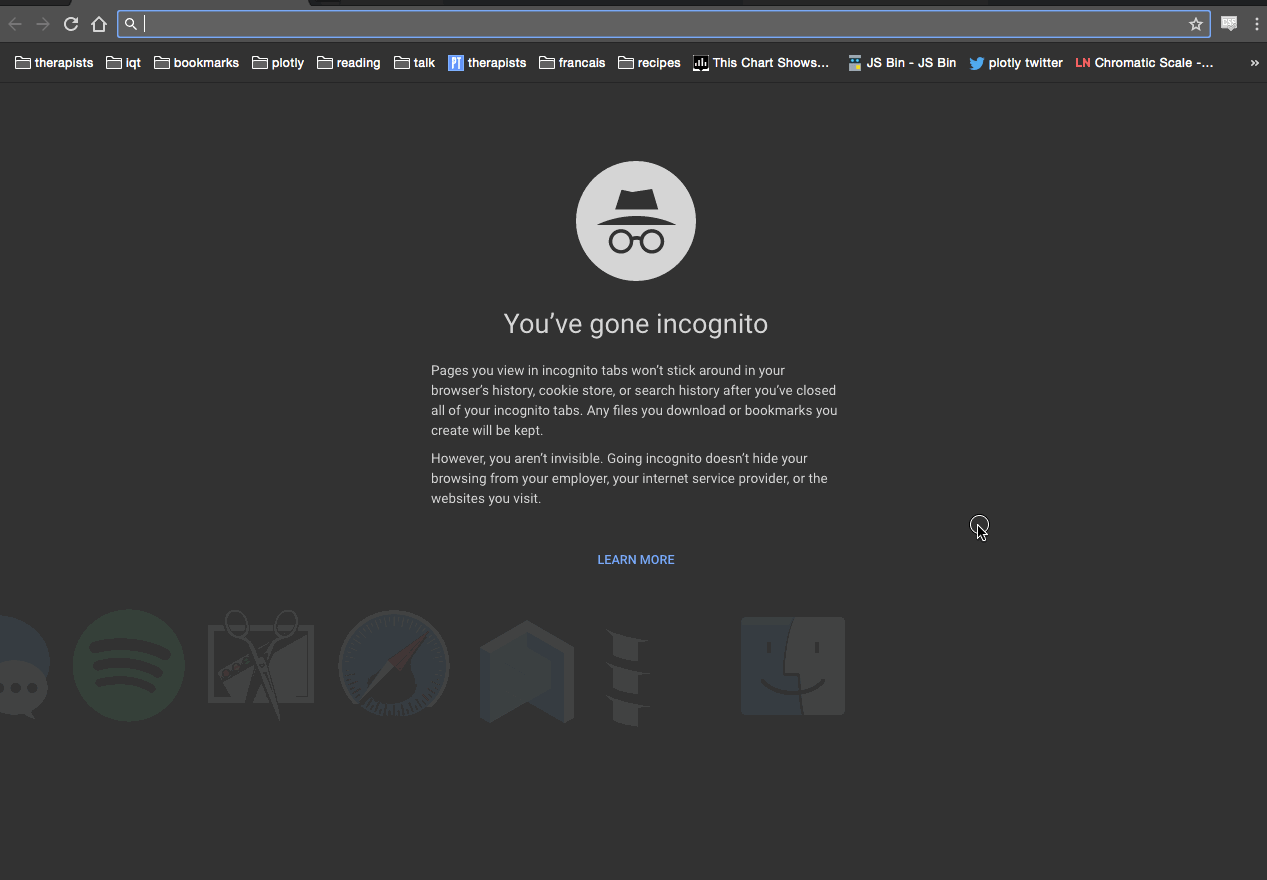 therapists iqt bookmarks plotly reading talk PT therapists francais recipes This Chart Shows... JS Bin - JS Bin plotly twitter LN Chromatic Scale -... »
You’ve gone incognito
Pages you view in incognito tabs won’t stick around in your
browser’s history, cookie store, or search history after you’ve closed
all of your incognito tabs. Any files you download or bookmarks you
create will be kept.
However, you aren’t invisible. Going incognito doesn’t hide your
browsing from your employer, your internet service provider, or the
websites you visit.
LEARN MORE